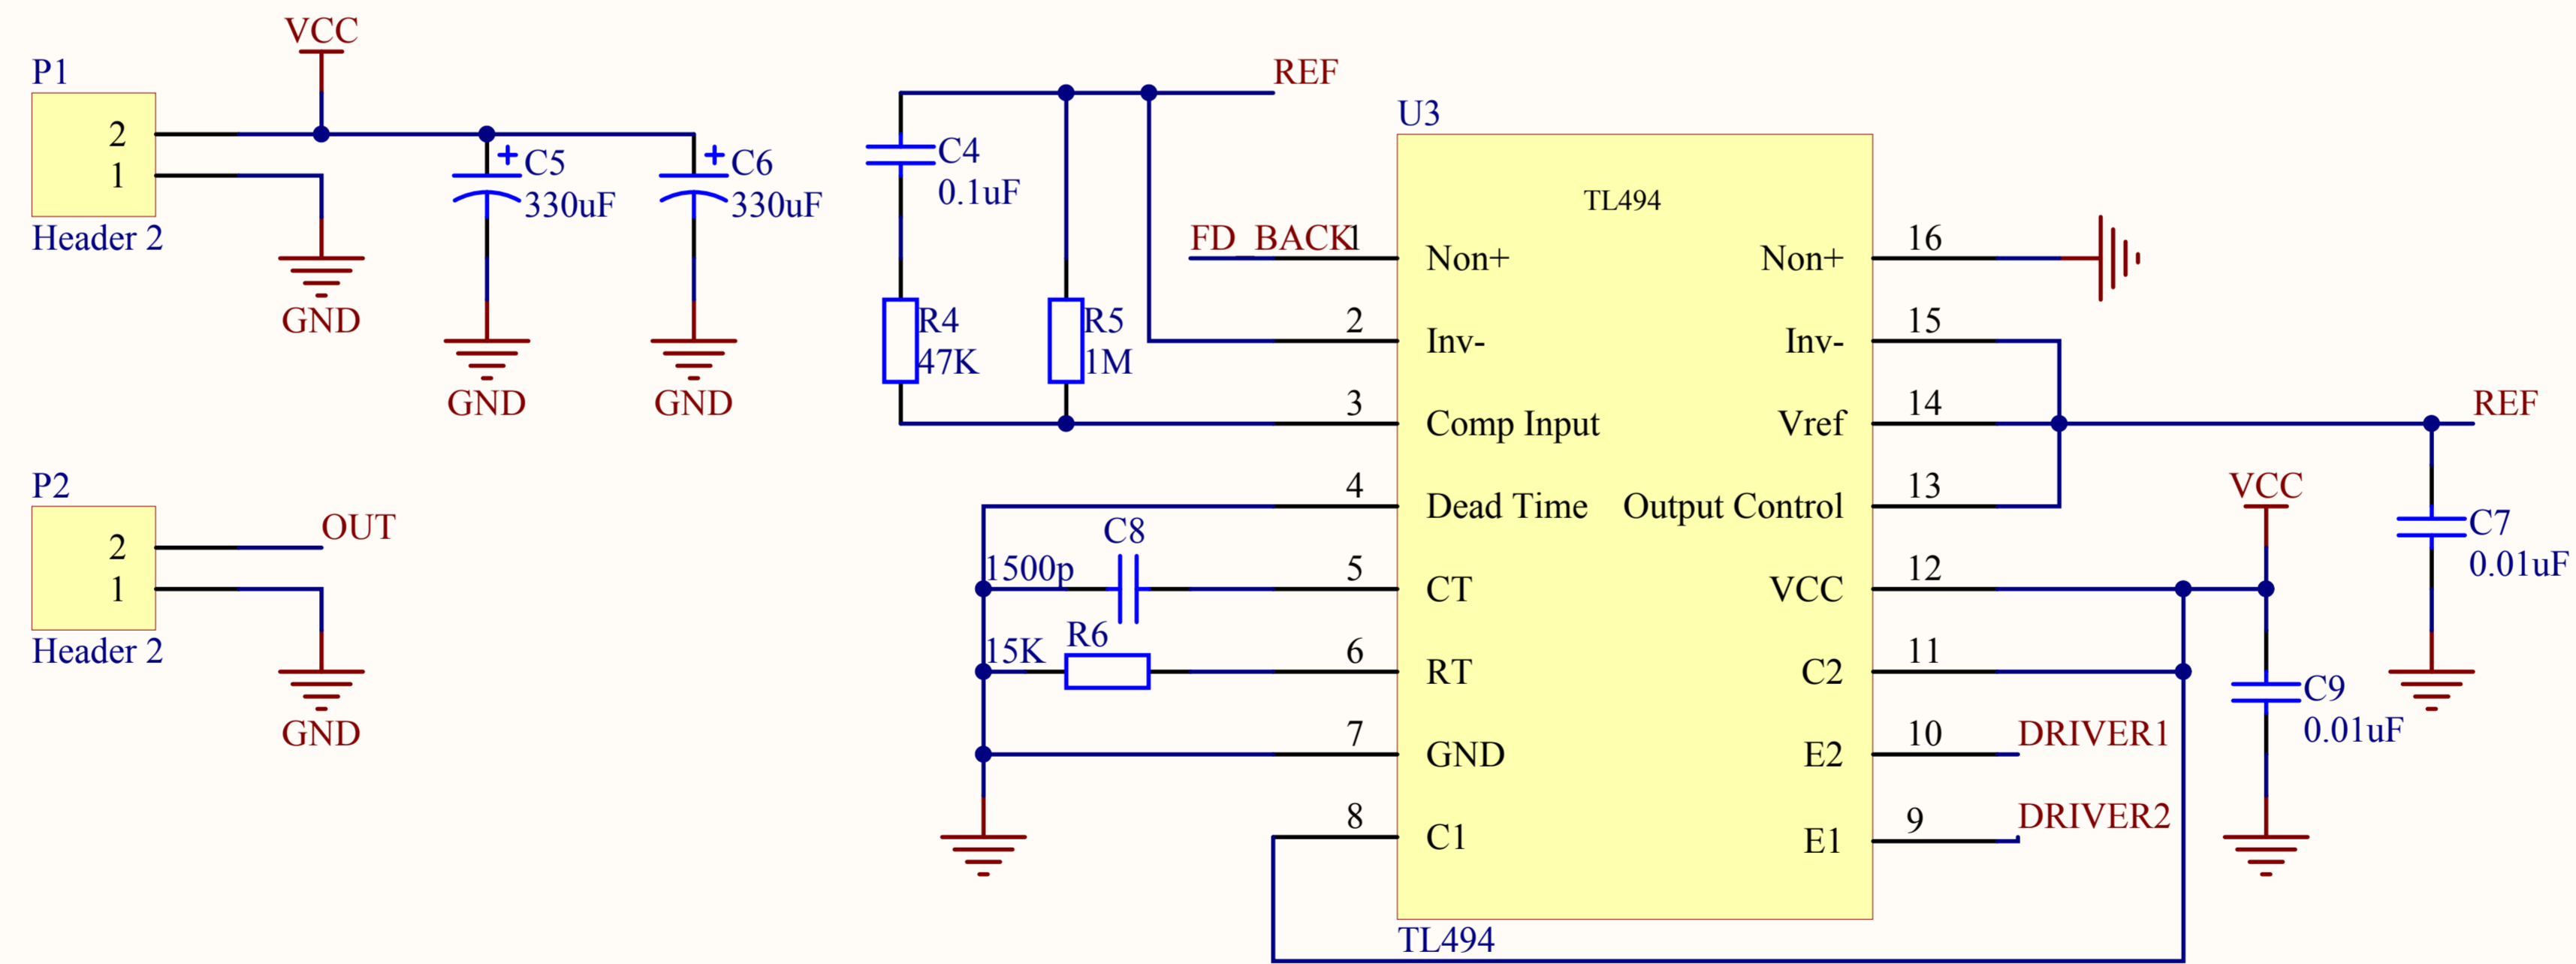 VCC
P1
2
1
Header 2
GND
C5
330uF
GND
C6
330uF
GND
P2
2
1
Header 2
OUT
GND
REF
C4
0.1uF
R4
47K
R5
1M
FD_BACK
C8
1500p
R6
15K
U3
TL494
1 Non+
2 Inv-
3 Comp Input
4 Dead Time
5 CT
6 RT
7 GND
8 C1
Non+ 16
Inv- 15
Vref 14
Output Control 13
VCC 12
C2 11
E2 10
E1 9
TL494
DRIVER1
DRIVER2
VCC
C9
0.01uF
REF
C7
0.01uF